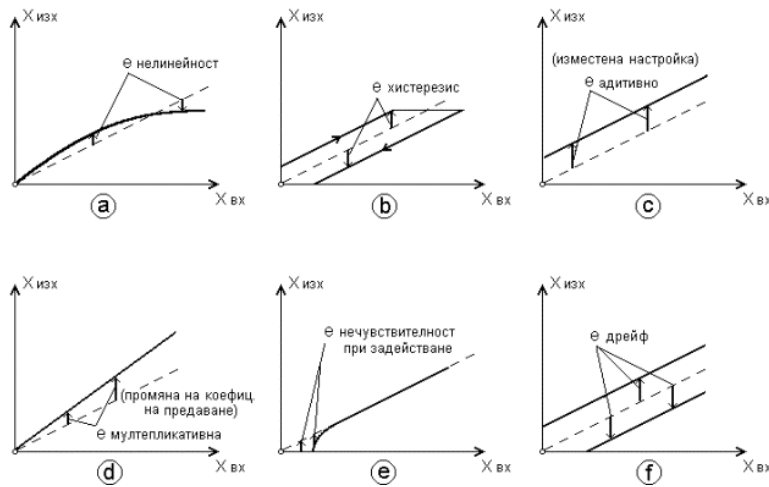 X изх
Ѳ нелинейност
X вх
a
X изх
Ѳ хистерезис
X вх
b
X изх
(изместена настройка)
Ѳ адитивно
X вх
c
X изх
(промяна на коефиц.
на предаване)
Ѳ мултепликативна
X вх
d
X изх
Ѳ нечувствителност
при задействане
X вх
e
X изх
Ѳ дрейф
X вх
f